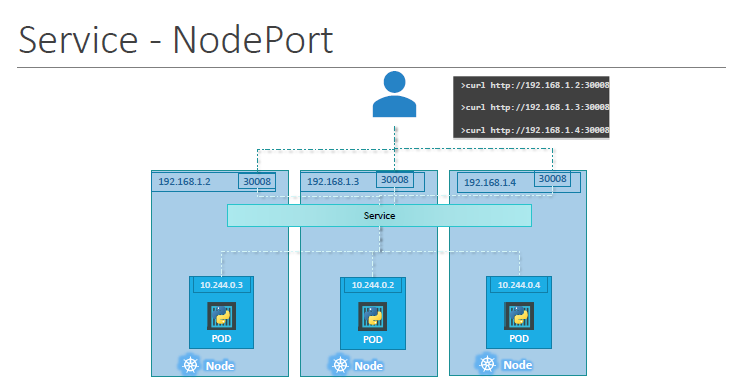 Service - NodePort
>curl http://192.168.1.2:30008
>curl http://192.168.1.3:30008
>curl http://192.168.1.4:30008
192.168.1.2
30008
192.168.1.3
30008
192.168.1.4
30008
Service
10.244.0.3
10.244.0.2
10.244.0.4
POD
POD
POD
Node
Node
Node